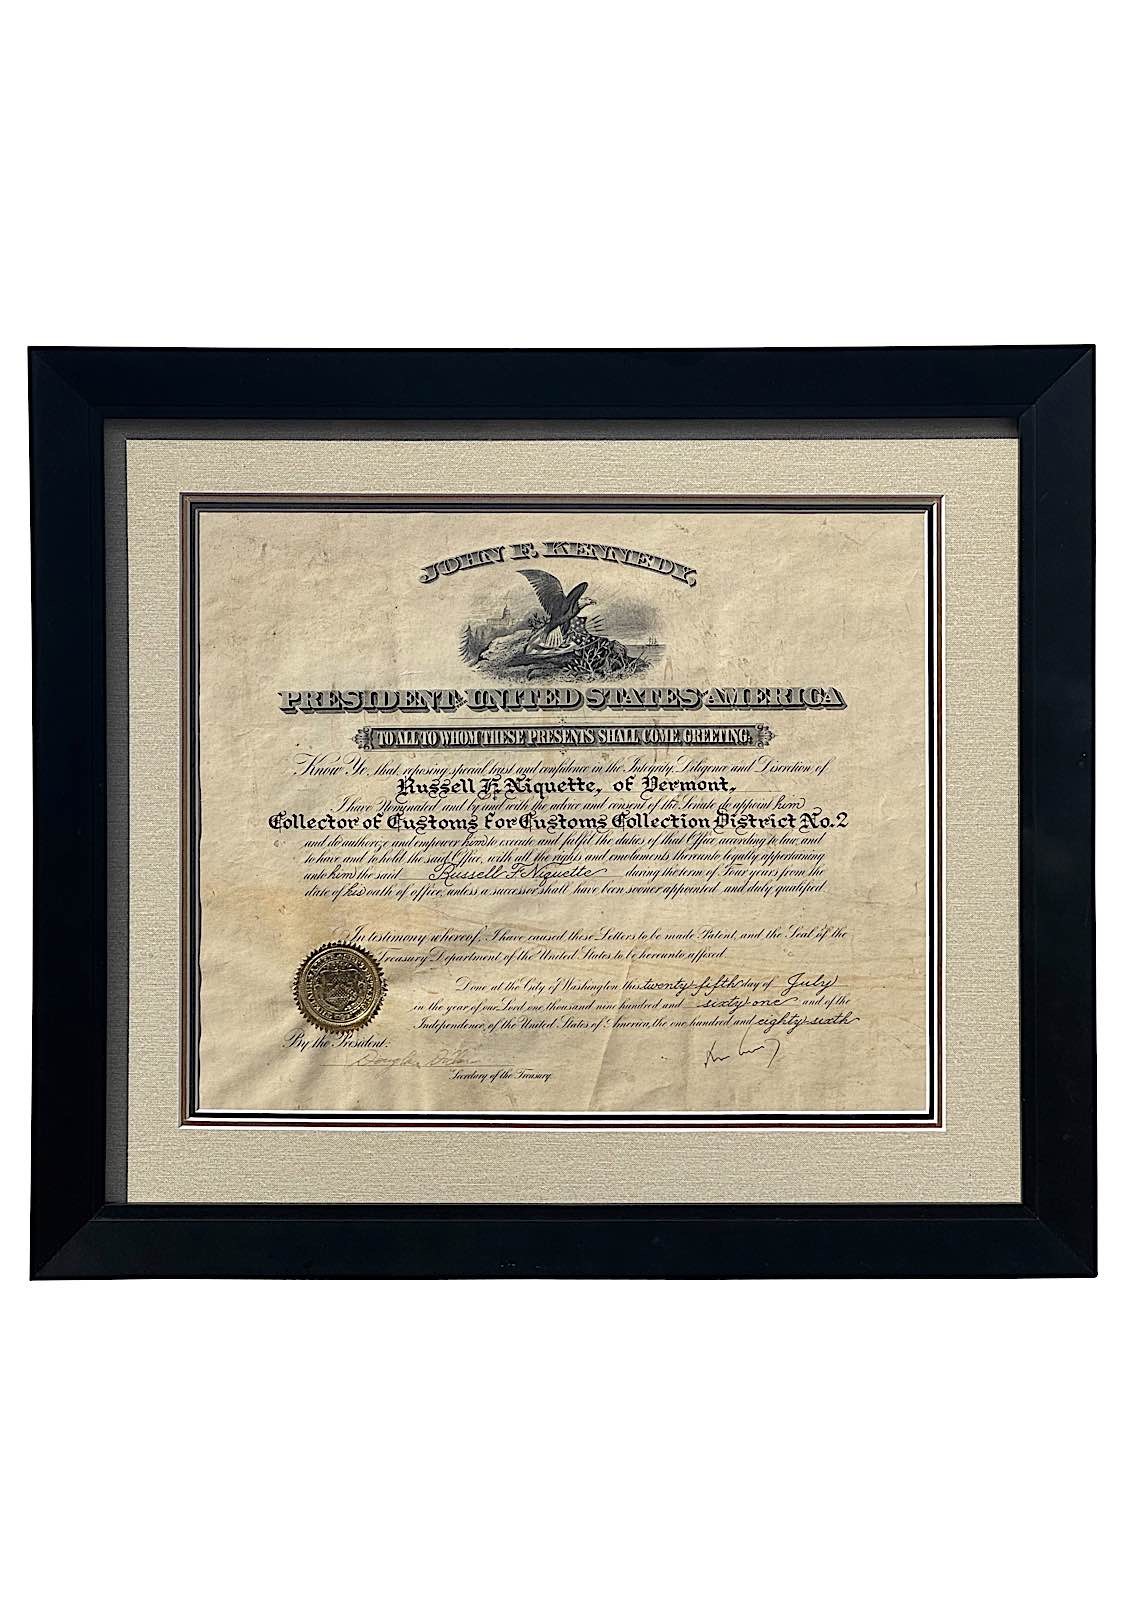 JOHN F. KENNEDY,
PRESIDENT OF THE UNITED STATES OF AMERICA
TO ALL TO WHOM THESE PRESENTS SHALL COME, GREETING:
Know Ye, that, reposing special trust and confidence in the Integrity, Diligence and Discretion of
Russell F. Niquette, of Vermont,
I have Nominated, and by and with the advice and consent of the Senate do appoint him
Collector of Customs for Customs Collection District No. 2
and do authorize and empower him to execute and fulfil the duties of that Office according to law, and
to have and to hold the said Office, with all the rights and emoluments thereunto legally appertaining
unto him the said Russell F. Niquette during the term of Four years from the
date of his oath of office, unless a successor shall have been sooner appointed and duly qualified.
In testimony whereof, I have caused these Letters to be made Patent, and the Seal of the
Treasury Department of the United States to be hereunto affixed.
Done at the City of Washington this twenty-fifth day of July
in the year of our Lord one thousand nine hundred and sixty-one and of the
Independence of the United States of America, the one hundred and eighty-sixth
By the President:
Douglas Dillon
Secretary of the Treasury.